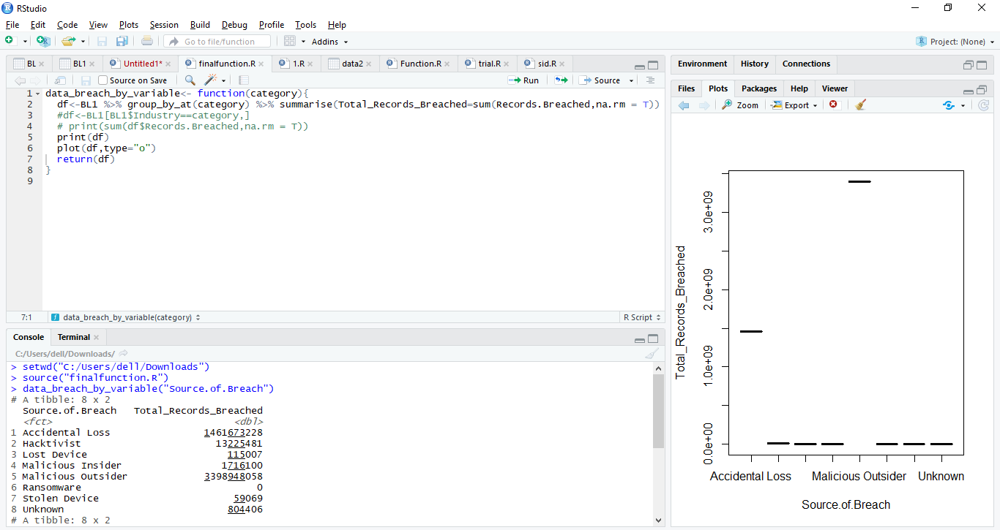 RStudio
File Edit Code View Plots Session Build Debug Profile Tools Help
Go to file/function Addins Project: (None)
BL BL1 Untitled1* finalfunction.R 1.R data2 Function.R trial.R sid.R
Source on Save Run Source
1 data_breach_by_variable<- function(category){
2 df<-BL1 %>% group_by_at(category) %>% summarise(Total_Records_Breached=sum(Records.Breached,na.rm = T))
3 #df<-BL1[BL1$Industry==category,]
4 # print(sum(df$Records.Breached,na.rm = T))
5 print(df)
6 plot(df,type="o")
7 return(df)
8 }
9
7:1 data_breach_by_variable(category) R Script
Console Terminal
C:/Users/dell/Downloads/
> setwd("C:/Users/dell/Downloads")
> source("finalfunction.R")
> data_breach_by_variable("Source.of.Breach")
# A tibble: 8 x 2
Source.of.Breach Total_Records_Breached
<fct> <dbl>
1 Accidental Loss 1461673228
2 Hacktivist 13225481
3 Lost Device 115007
4 Malicious Insider 1716100
5 Malicious Outsider 3398948058
6 Ransomware 0
7 Stolen Device 59069
8 Unknown 804406
# A tibble: 8 x 2
Environment History Connections
Files Plots Packages Help Viewer
Zoom Export
Total_Records_Breached
3.0e+09
2.0e+09
1.0e+09
0.0e+00
Accidental Loss Malicious Outsider Unknown
Source.of.Breach